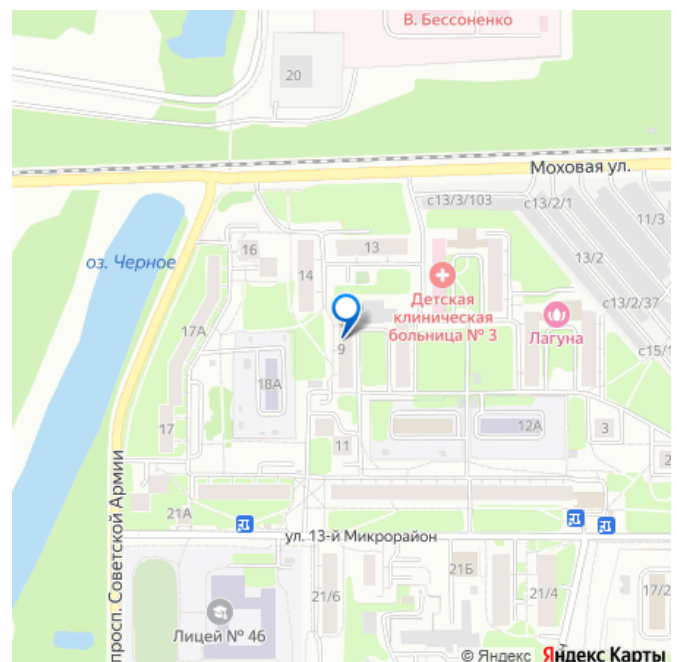 В. Бессоненко
20
Моховая ул.
с13/3/103
с13/2/1
11/3
оз. Черное
16
13
14
13/2
Детская
клиническая
больница № 3
с13/2/37
Лагуна
17А
9
с15/1
18А
17
11
12А
3
2
21А
просп. Советской Армии
ул. 13-й Микрорайон
21Б
21/6
21/4
17/2
Лицей № 46
© Яндекс Яндекс Карты